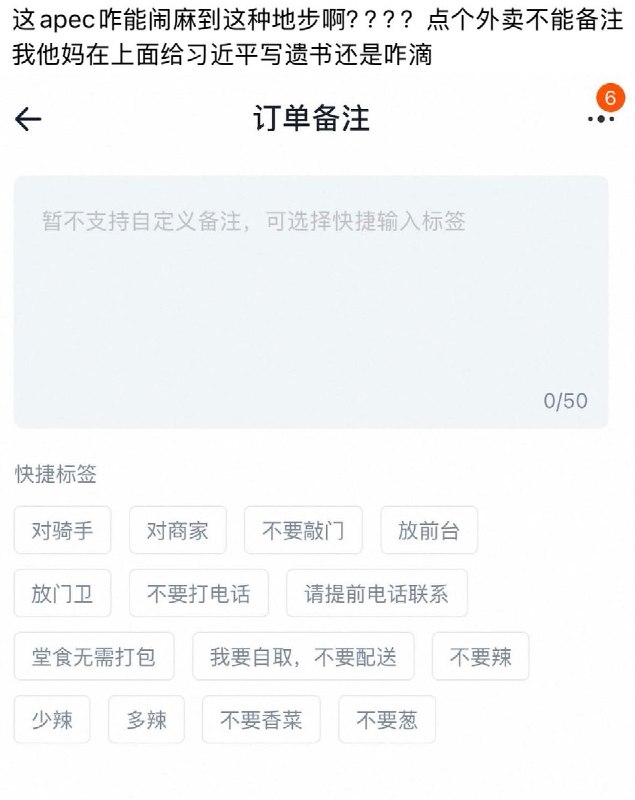 这apec咋能闹麻到这种地步啊????点个外卖不能备注
我他妈在上面给习近平写遗书还是咋滴
订单备注
6
暂不支持自定义备注，可选择快捷输入标签
0/50
快捷标签
对骑手 对商家 不要敲门 放前台
放门卫 不要打电话 请提前电话联系
堂食无需打包 我要自取，不要配送 不要辣
少辣 多辣 不要香菜 不要葱